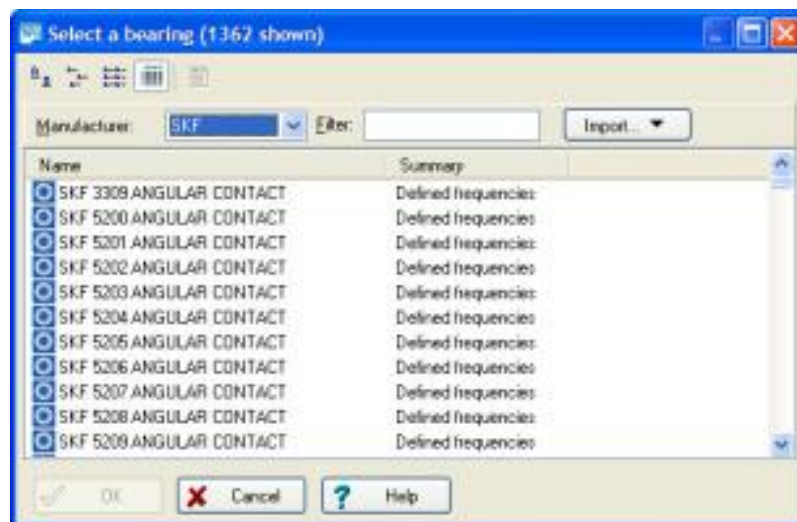 Select a bearing (1362 shown)
Manufacturer: SKF Filter: Import...
Name Summary
SKF 3309 ANGULAR CONTACT Defined frequencies
SKF 5200 ANGULAR CONTACT Defined frequencies
SKF 5201 ANGULAR CONTACT Defined frequencies
SKF 5202 ANGULAR CONTACT Defined frequencies
SKF 5203 ANGULAR CONTACT Defined frequencies
SKF 5204 ANGULAR CONTACT Defined frequencies
SKF 5205 ANGULAR CONTACT Defined frequencies
SKF 5206 ANGULAR CONTACT Defined frequencies
SKF 5207 ANGULAR CONTACT Defined frequencies
SKF 5208 ANGULAR CONTACT Defined frequencies
SKF 5209 ANGULAR CONTACT Defined frequencies
OK Cancel Help